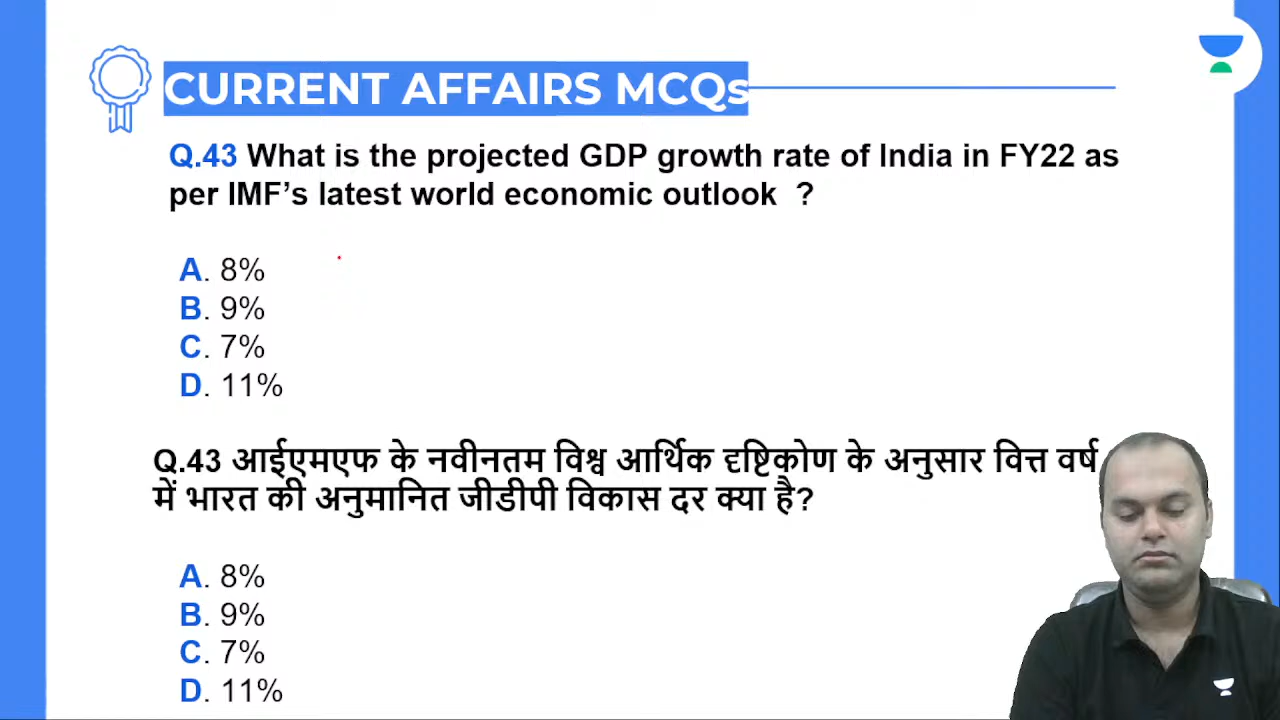 CURRENT AFFAIRS MCQs
Q.43 What is the projected GDP growth rate of India in FY22 as
per IMF’s latest world economic outlook ?
A. 8%
B. 9%
C. 7%
D. 11%
Q.43 आईएमएफ के नवीनतम विश्व आर्थिक दृष्टिकोण के अनुसार वित्त वर्ष
में भारत की अनुमानित जीडीपी विकास दर क्या है?
A. 8%
B. 9%
C. 7%
D. 11%